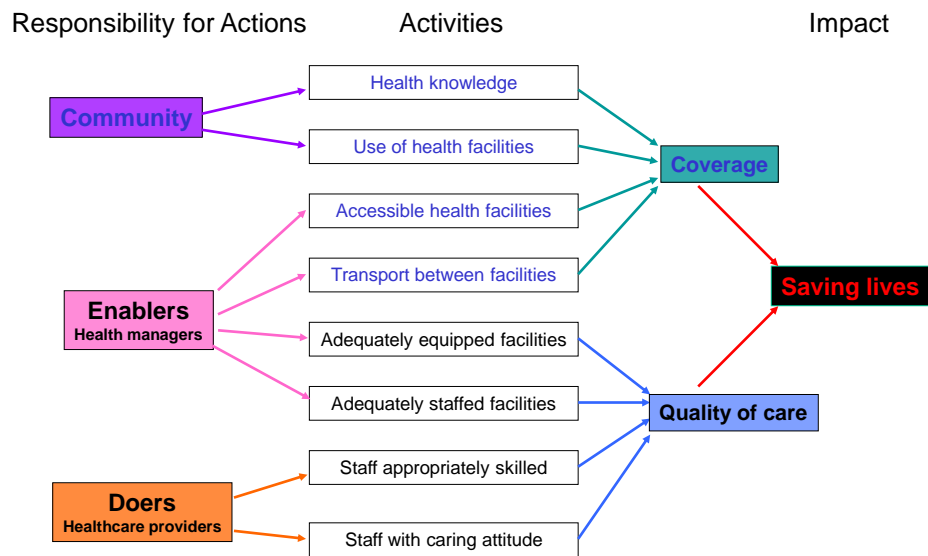 Responsibility for Actions
Activities
Impact
Health knowledge
Community
Use of health facilities
Coverage
Accessible health facilities
Transport between facilities
Saving lives
Enablers
Health managers
Adequately equipped facilities
Adequately staffed facilities
Quality of care
Staff appropriately skilled
Doers
Healthcare providers
Staff with caring attitude